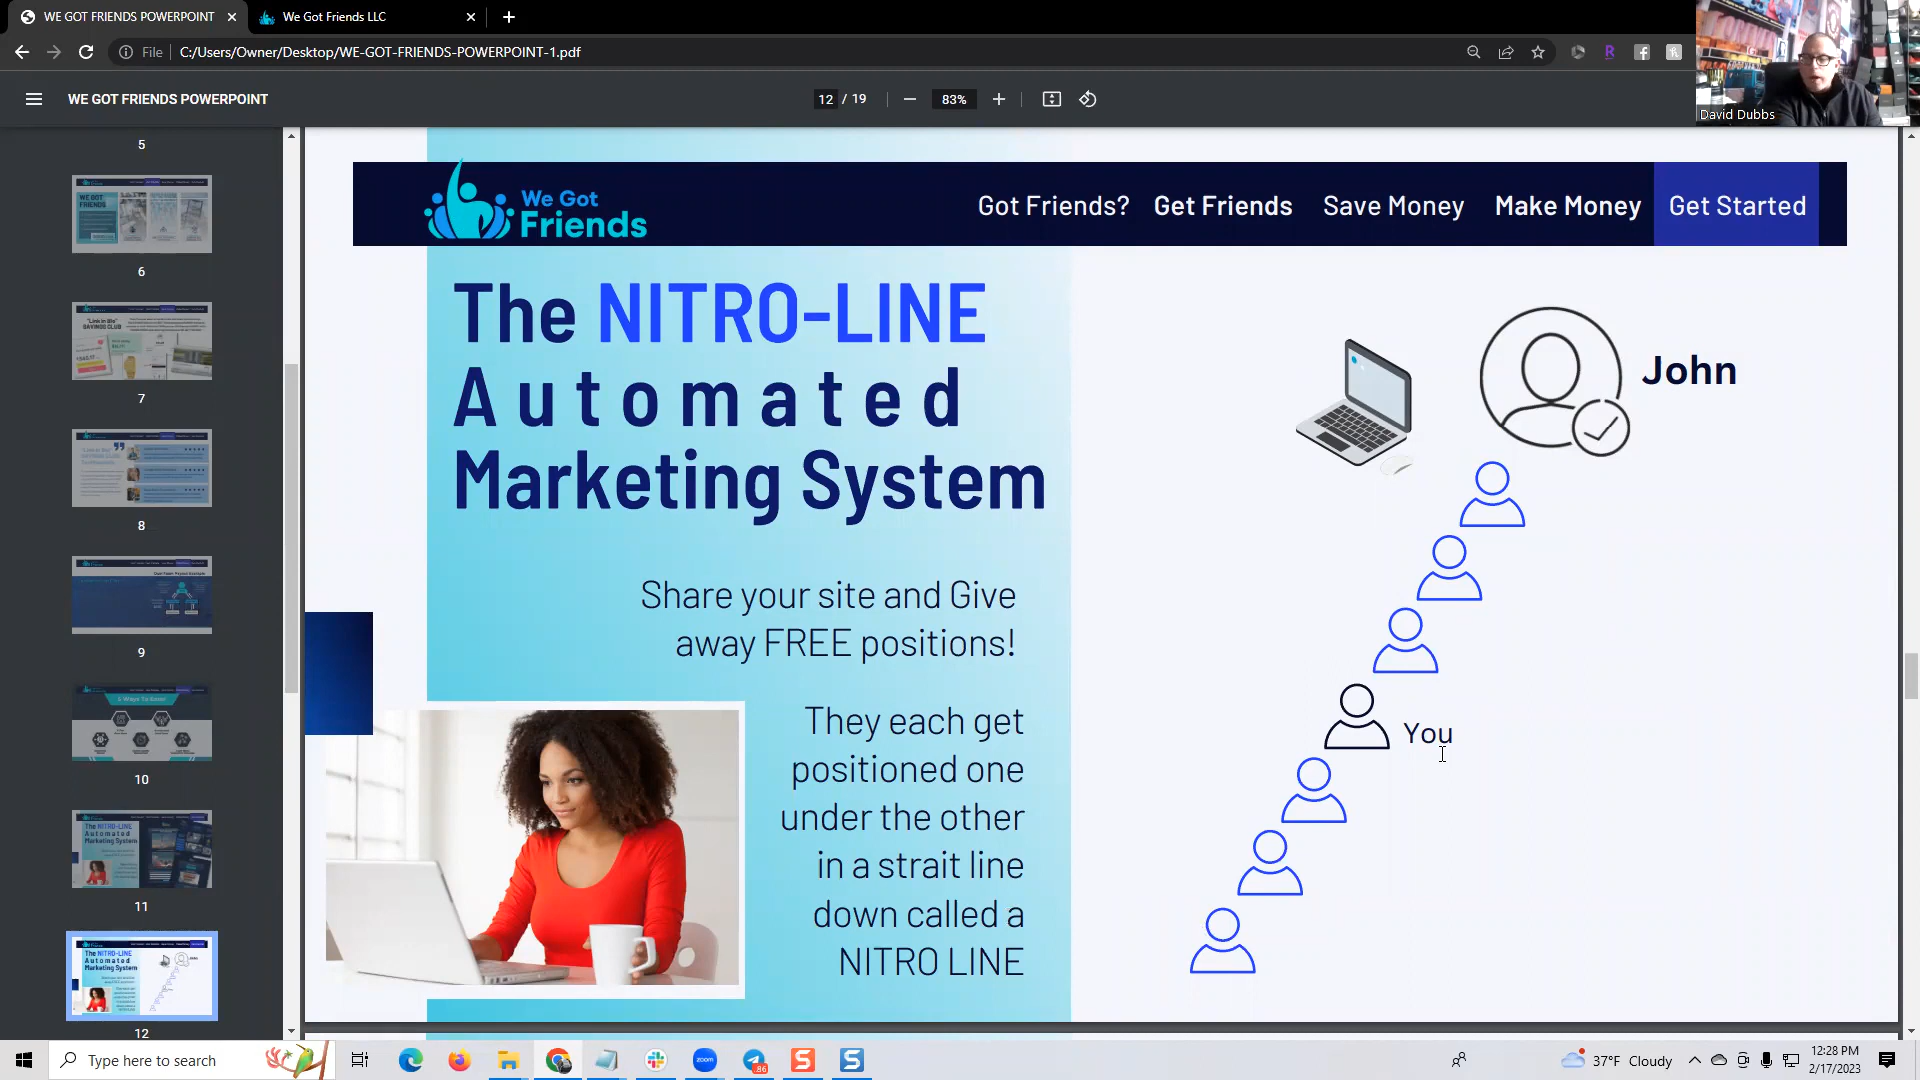 WE GOT FRIENDS POWERPOINT
We Got Friends LLC
File
C:/Users/Owner/Desktop/WE-GOT-FRIENDS-POWERPOINT-1.pdf
WE GOT FRIENDS POWERPOINT
12 / 19
83%
David Dubbs
5
6
7
8
9
10
11
12
We Got
Friends
Got Friends?
Get Friends
Save Money
Make Money
Get Started
The NITRO-LINE
Automated
Marketing System
John
Share your site and Give
away FREE positions!
They each get
positioned one
under the other
in a strait line
down called a
NITRO LINE
You
Type here to search
37°F Cloudy
12:28 PM
2/17/2023